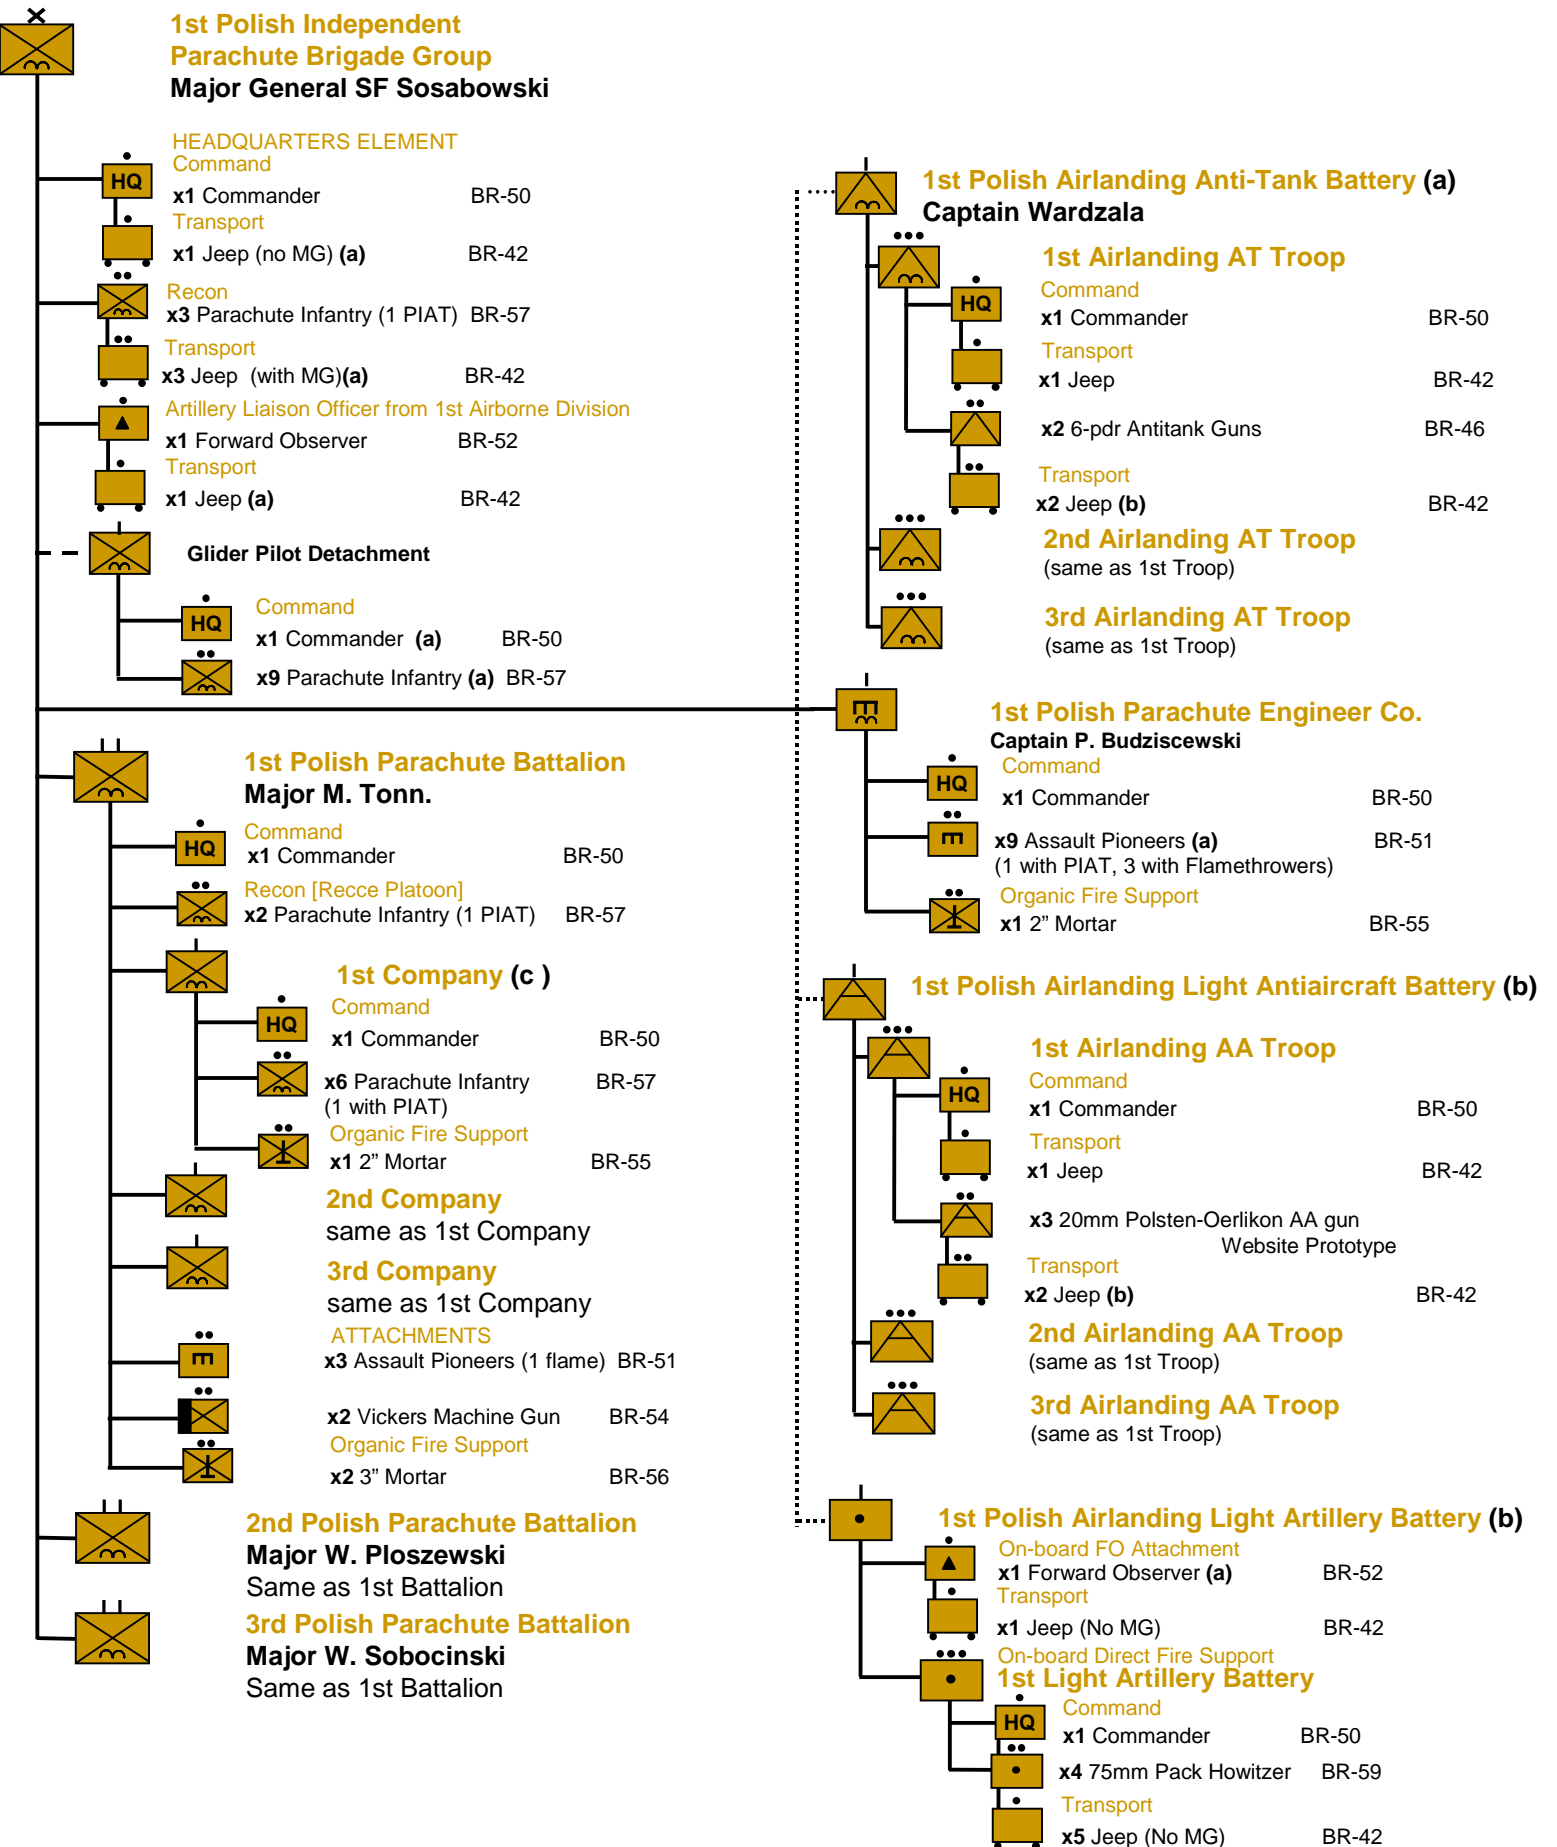 1st Polish Independent
Parachute Brigade Group
Major General SF Sosabowski
HEADQUARTERS ELEMENT
Command
HQ
x1 Commander BR-50
Transport
x1 Jeep (no MG) (a) BR-42
Recon
x3 Parachute Infantry (1 PIAT) BR-57
Transport
x3 Jeep (with MG)(a) BR-42
Artillery Liaison Officer from 1st Airborne Division
x1 Forward Observer BR-52
Transport
x1 Jeep (a) BR-42
Glider Pilot Detachment
Command
HQ
x1 Commander (a) BR-50
x9 Parachute Infantry (a) BR-57
1st Polish Parachute Battalion
Major M. Tonn.
Command
HQ
x1 Commander BR-50
Recon [Recce Platoon]
x2 Parachute Infantry (1 PIAT) BR-57
1st Company (c )
Command
HQ
x1 Commander BR-50
x6 Parachute Infantry BR-57
(1 with PIAT)
Organic Fire Support
x1 2” Mortar BR-55
2nd Company
same as 1st Company
3rd Company
same as 1st Company
ATTACHMENTS
x3 Assault Pioneers (1 flame) BR-51
x2 Vickers Machine Gun BR-54
Organic Fire Support
x2 3” Mortar BR-56
2nd Polish Parachute Battalion
Major W. Ploszewski
Same as 1st Battalion
3rd Polish Parachute Battalion
Major W. Sobocinski
Same as 1st Battalion
1st Polish Airlanding Anti-Tank Battery (a)
Captain Wardzala
1st Airlanding AT Troop
Command
HQ
x1 Commander BR-50
Transport
x1 Jeep BR-42
x2 6-pdr Antitank Guns BR-46
Transport
x2 Jeep (b) BR-42
2nd Airlanding AT Troop
(same as 1st Troop)
3rd Airlanding AT Troop
(same as 1st Troop)
1st Polish Parachute Engineer Co.
Captain P. Budziscewski
Command
HQ
x1 Commander BR-50
x9 Assault Pioneers (a) BR-51
(1 with PIAT, 3 with Flamethrowers)
Organic Fire Support
x1 2” Mortar BR-55
1st Polish Airlanding Light Antiaircraft Battery (b)
1st Airlanding AA Troop
Command
HQ
x1 Commander BR-50
Transport
x1 Jeep BR-42
x3 20mm Polsten-Oerlikon AA gun
Website Prototype
Transport
x2 Jeep (b) BR-42
2nd Airlanding AA Troop
(same as 1st Troop)
3rd Airlanding AA Troop
(same as 1st Troop)
1st Polish Airlanding Light Artillery Battery (b)
On-board FO Attachment
x1 Forward Observer (a) BR-52
Transport
x1 Jeep (No MG) BR-42
On-board Direct Fire Support
1st Light Artillery Battery
Command
HQ
x1 Commander BR-50
x4 75mm Pack Howitzer BR-59
Transport
x5 Jeep (No MG) BR-42